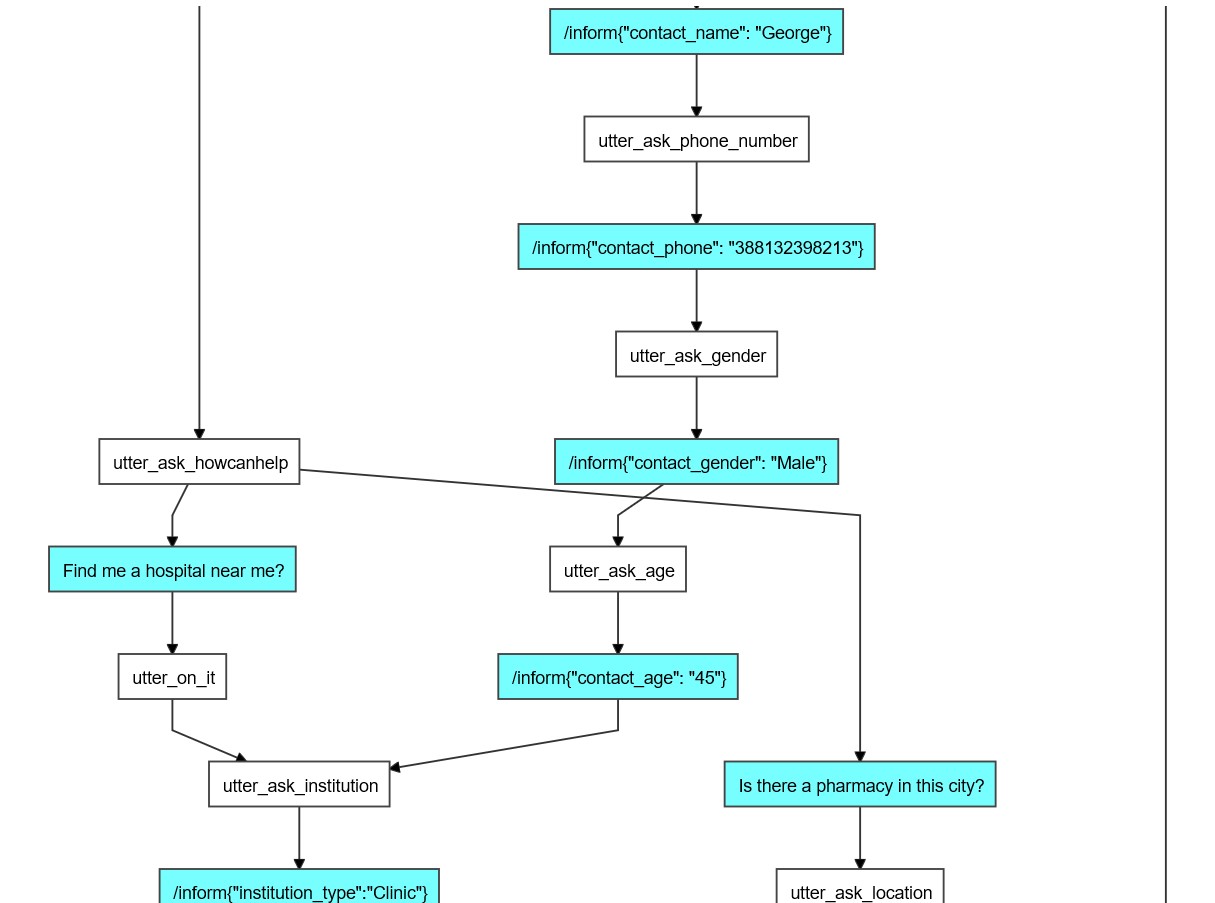 /inform{"contact_name": "George"}
utter_ask_phone_number
/inform{"contact_phone": "388132398213"}
utter_ask_gender
utter_ask_howcanhelp
/inform{"contact_gender": "Male"}
Find me a hospital near me?
utter_ask_age
utter_on_it
/inform{"contact_age": "45"}
utter_ask_institution
Is there a pharmacy in this city?
/inform{"institution_type":"Clinic"}
utter_ask_location